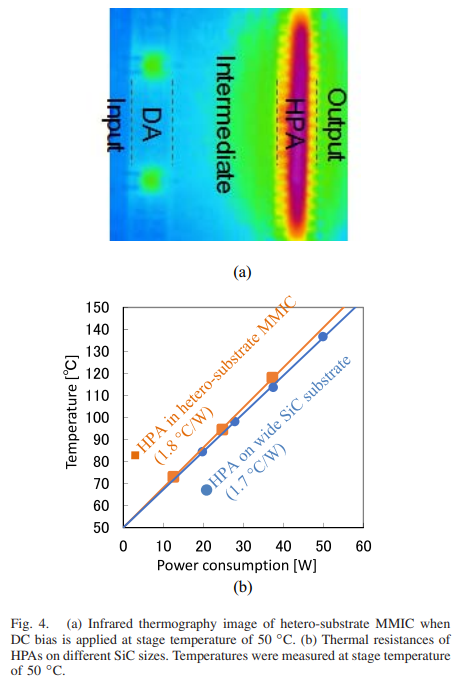 Input
DA
Intermediate
HPA
Output
(a)
150
140
130
120
110
100
90
80
70
60
50
Temperature [℃]
HPA in hetero-substrate MMIC
(1.8 °C/W)
HPA on wide SiC substrate
(1.7 °C/W)
0 10 20 30 40 50 60
Power consumption [W]
(b)
Fig. 4. (a) Infrared thermography image of hetero-substrate MMIC when
DC bias is applied at stage temperature of 50 °C. (b) Thermal resistances of
HPAs on different SiC sizes. Temperatures were measured at stage temperature
of 50 °C.